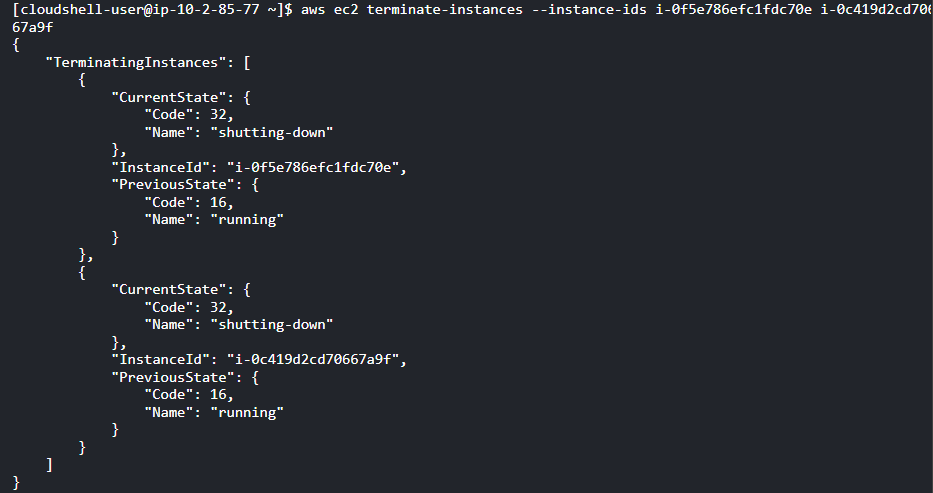 [cloudshell-user@ip-10-2-85-77 ~]$ aws ec2 terminate-instances --instance-ids i-0f5e786efc1fdc70e i-0c419d2cd706
67a9f
{
    "TerminatingInstances": [
        {
            "CurrentState": {
                "Code": 32,
                "Name": "shutting-down"
            },
            "InstanceId": "i-0f5e786efc1fdc70e",
            "PreviousState": {
                "Code": 16,
                "Name": "running"
            }
        },
        {
            "CurrentState": {
                "Code": 32,
                "Name": "shutting-down"
            },
            "InstanceId": "i-0c419d2cd70667a9f",
            "PreviousState": {
                "Code": 16,
                "Name": "running"
            }
        }
    ]
}